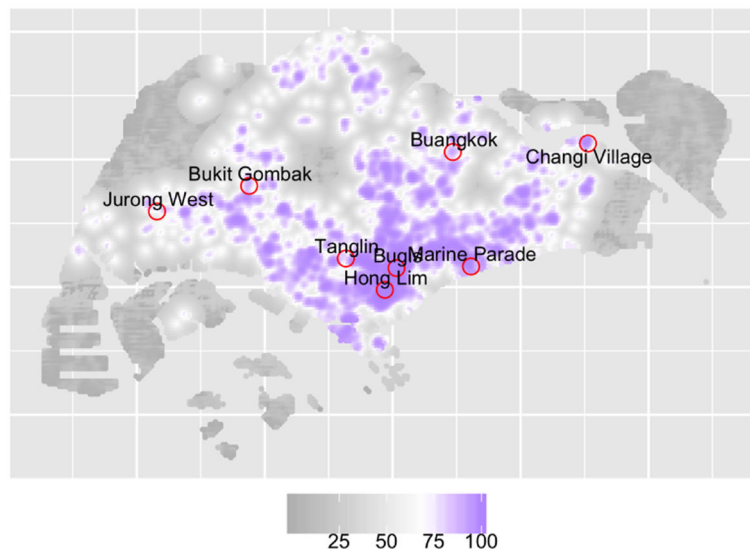 Buangkok
Changi Village
Bukit Gombak
Jurong West
Tanglin
Bugis
Marine Parade
Hong Lim
25 50 75 100